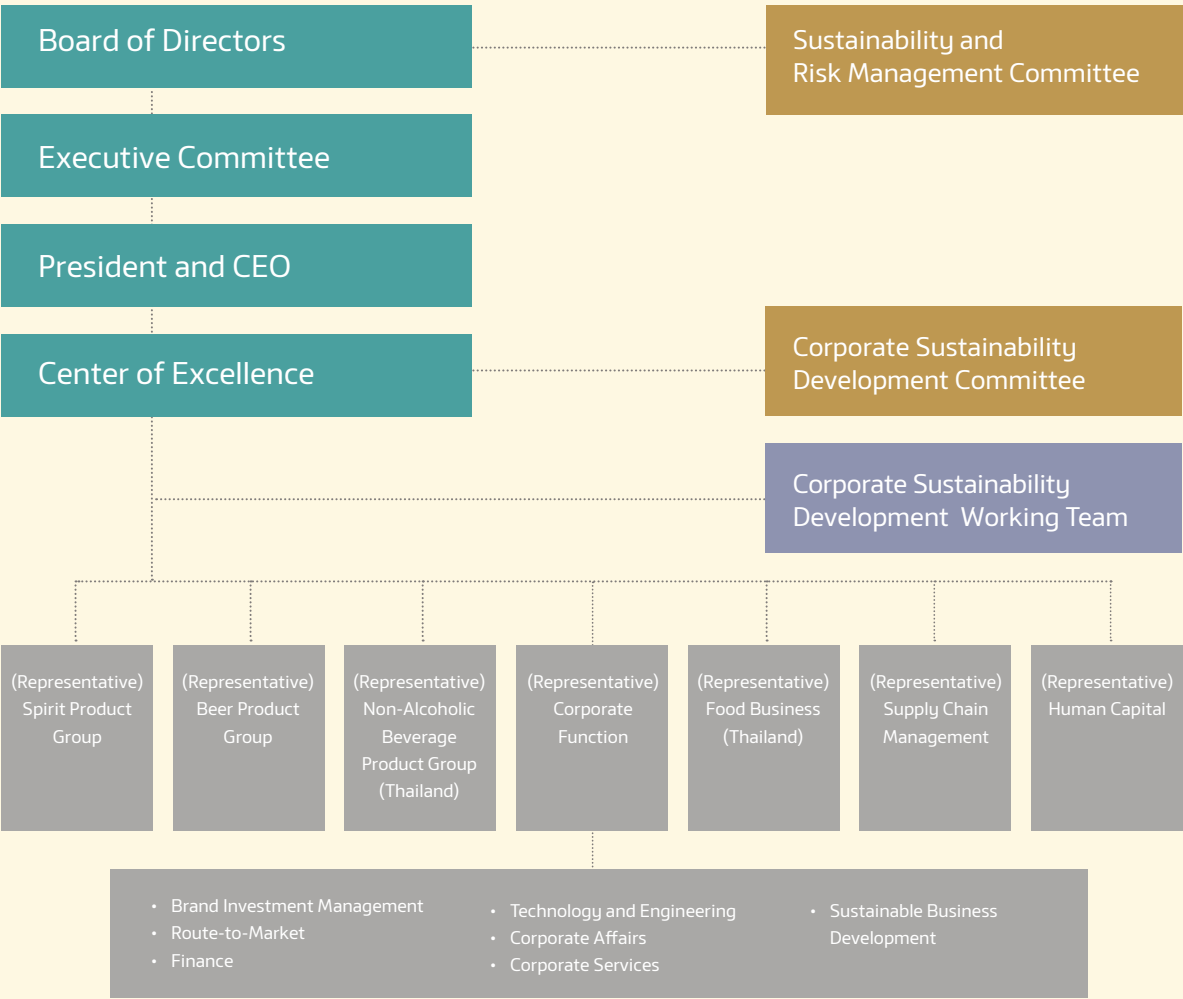 Board of Directors
Sustainability and
Risk Management Committee
Executive Committee
President and CEO
Center of Excellence
Corporate Sustainability
Development Committee
Corporate Sustainability
Development  Working Team
(Representative)
Spirit Product
Group
(Representative)
Beer Product
Group
(Representative)
Non-Alcoholic
Beverage
Product Group
(Thailand)
(Representative)
Corporate
Function
(Representative)
Food Business
(Thailand)
(Representative)
Supply Chain
Management
(Representative)
Human Capital
• Brand Investment Management
• Route-to-Market
• Finance
• Technology and Engineering
• Corporate Affairs
• Corporate Services
• Sustainable Business
Development